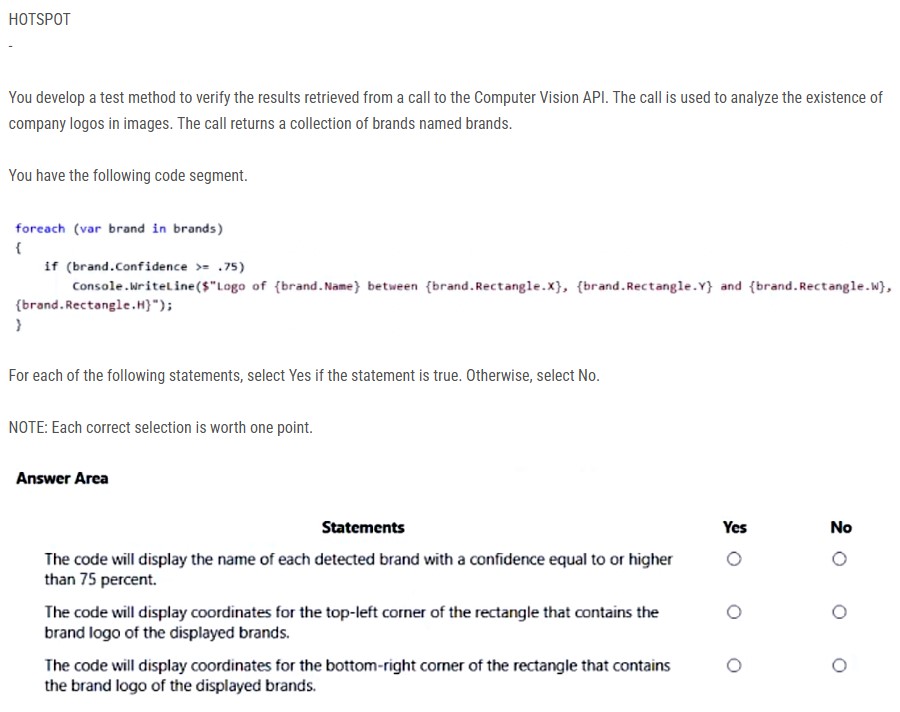 HOTSPOT
-
You develop a test method to verify the results retrieved from a call to the Computer Vision API. The call is used to analyze the existence of
company logos in images. The call returns a collection of brands named brands.
You have the following code segment.
foreach (var brand in brands)
{
if (brand.Confidence >= .75)
Console.WriteLine($"Logo of {brand.Name} between {brand.Rectangle.X}, {brand.Rectangle.Y} and {brand.Rectangle.W},
{brand.Rectangle.H}");
}
For each of the following statements, select Yes if the statement is true. Otherwise, select No.
NOTE: Each correct selection is worth one point.
Answer Area
Statements Yes No
The code will display the name of each detected brand with a confidence equal to or higher
than 75 percent.
The code will display coordinates for the top-left corner of the rectangle that contains the
brand logo of the displayed brands.
The code will display coordinates for the bottom-right corner of the rectangle that contains
the brand logo of the displayed brands.